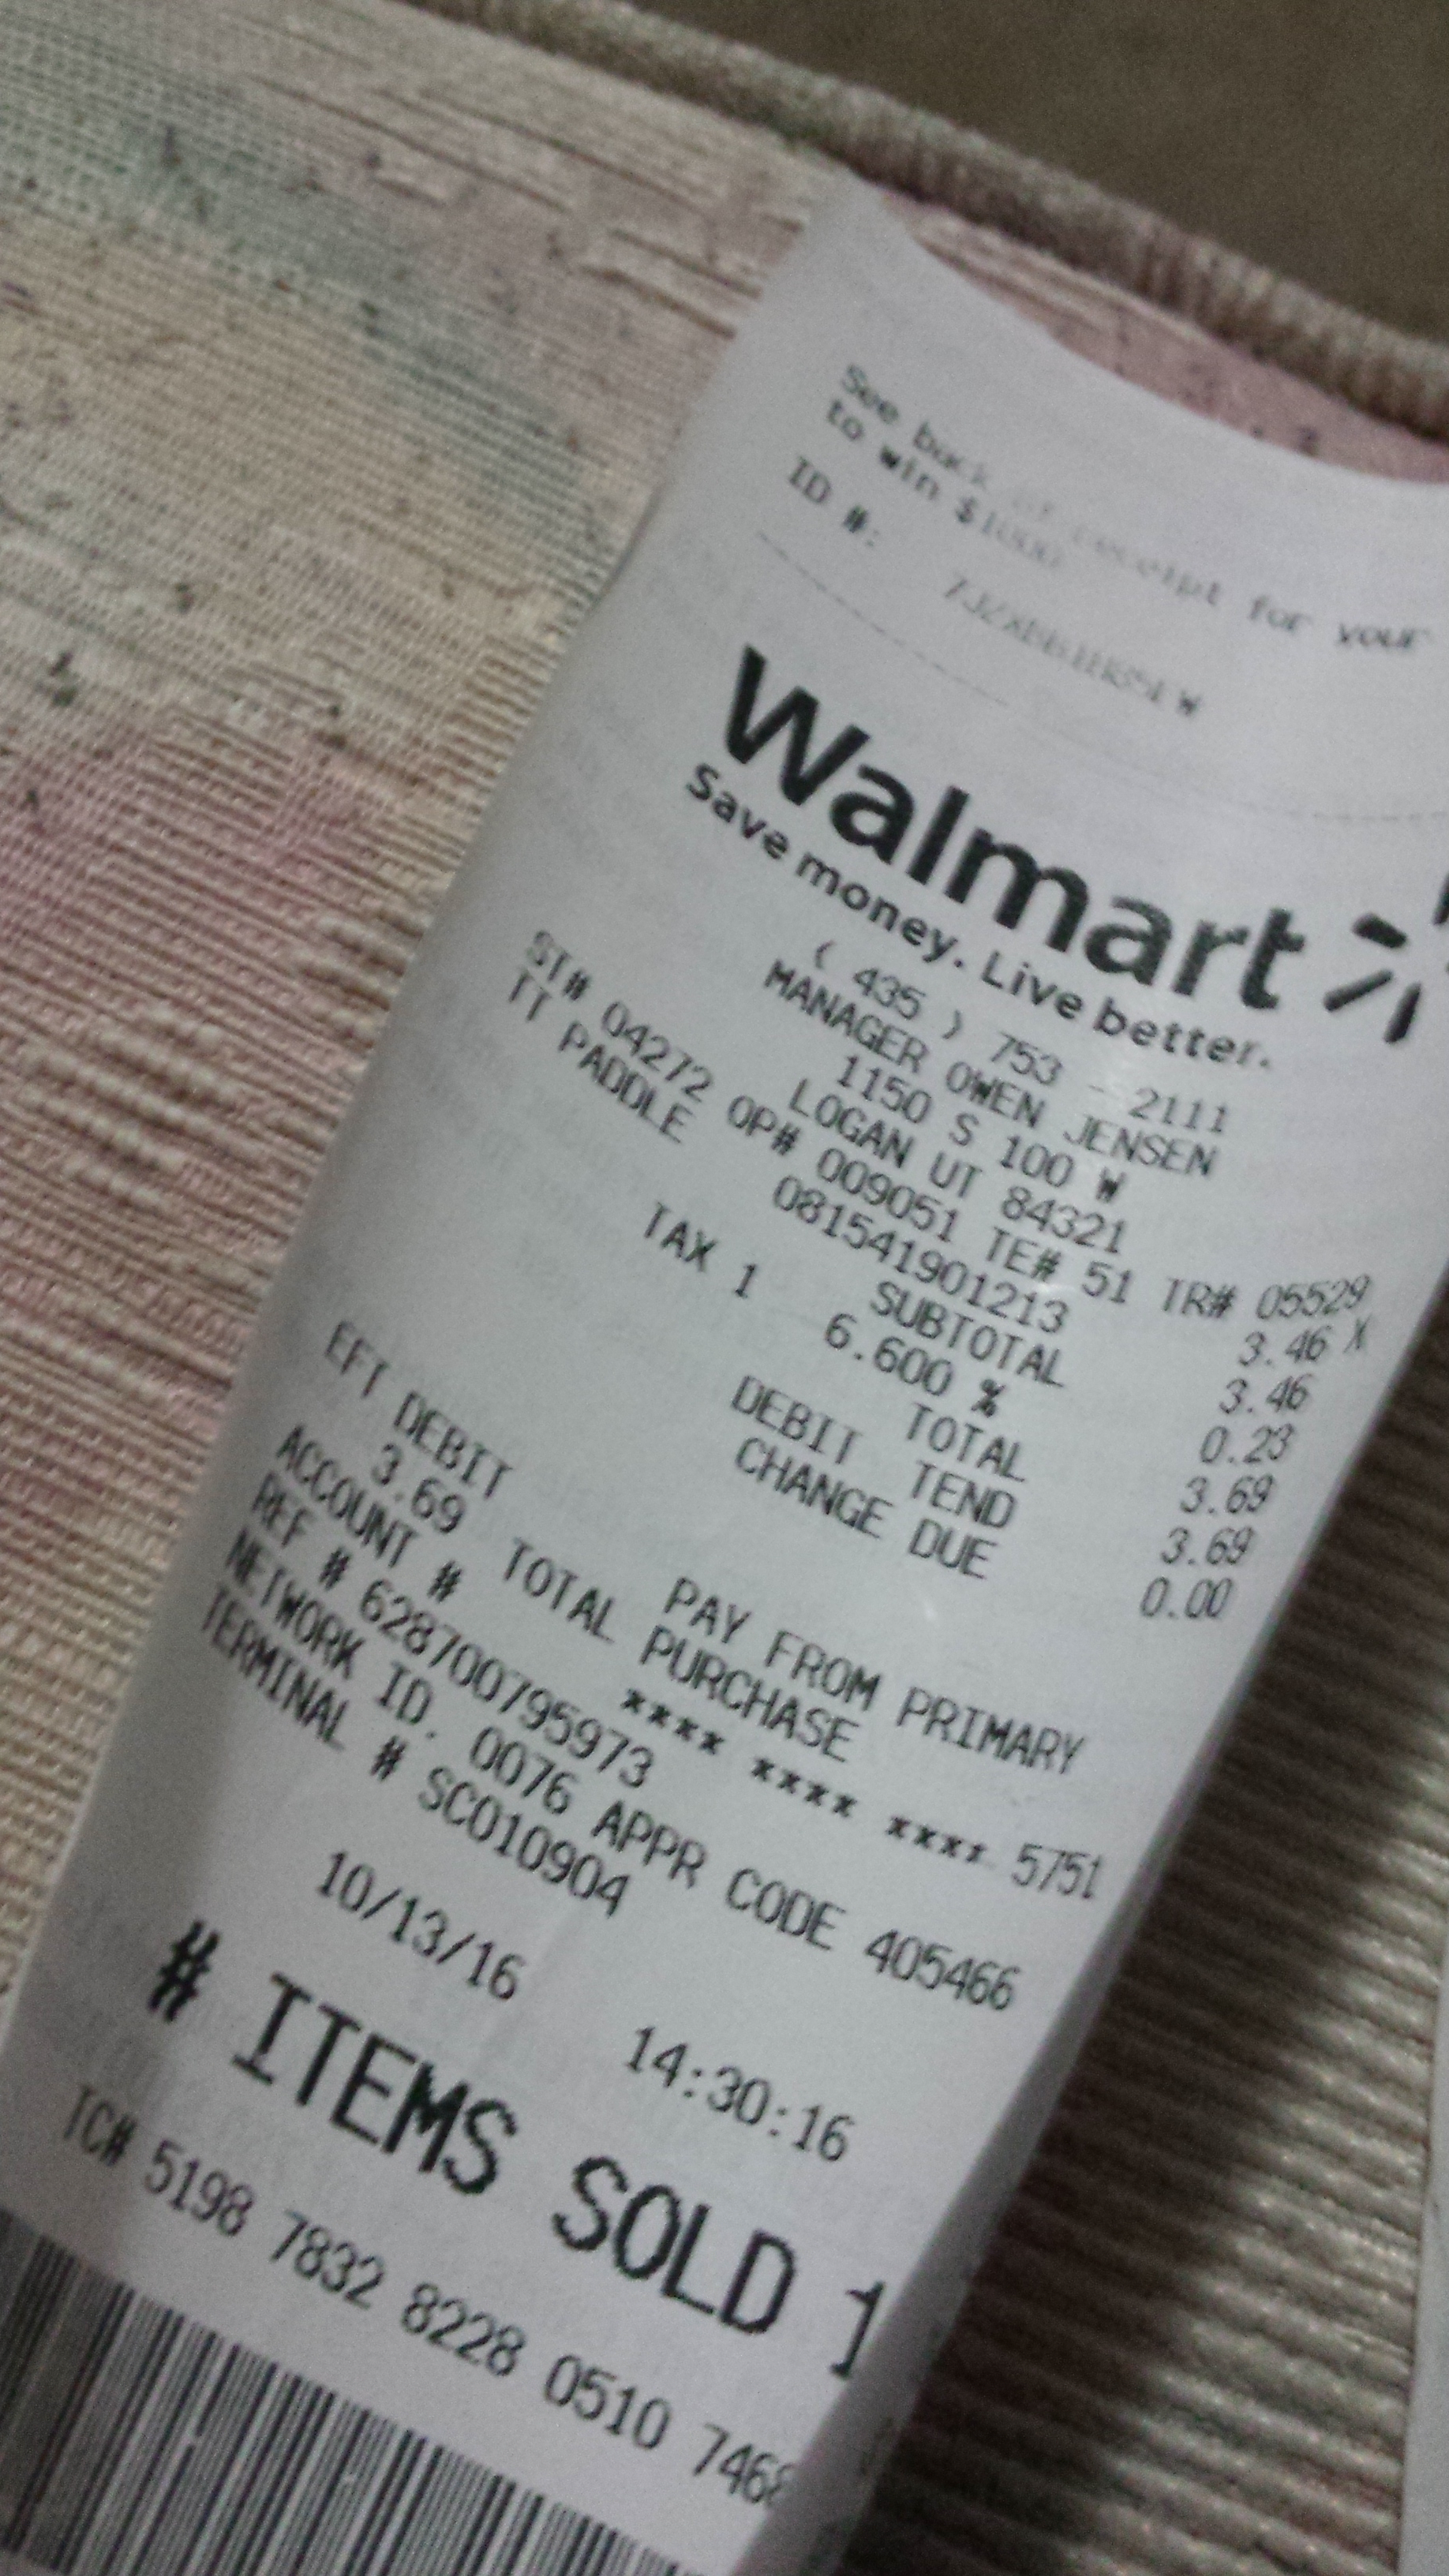 See back of receipt for your
to win $1000
ID #:
Walmart
Save money. Live better.
( 435 ) 753 - 2111
MANAGER OWEN JENSEN
1150 S 100 W
LOGAN UT 84321
ST# 04272 OP# 009051 TE# 51 TR# 05529
TT PADDLE 081541901213 3.46 X
SUBTOTAL 3.46
TAX 1 6.600 % 0.23
TOTAL 3.69
DEBIT TEND 3.69
CHANGE DUE 0.00
EFT DEBIT PAY FROM PRIMARY
3.69 TOTAL PURCHASE
ACCOUNT # **** **** **** 5751
REF # 628700795973
NETWORK ID. 0076 APPR CODE 405466
TERMINAL # SC010904
10/13/16 14:30:16
# ITEMS SOLD 1
TC# 5198 7832 8228 0510 7468